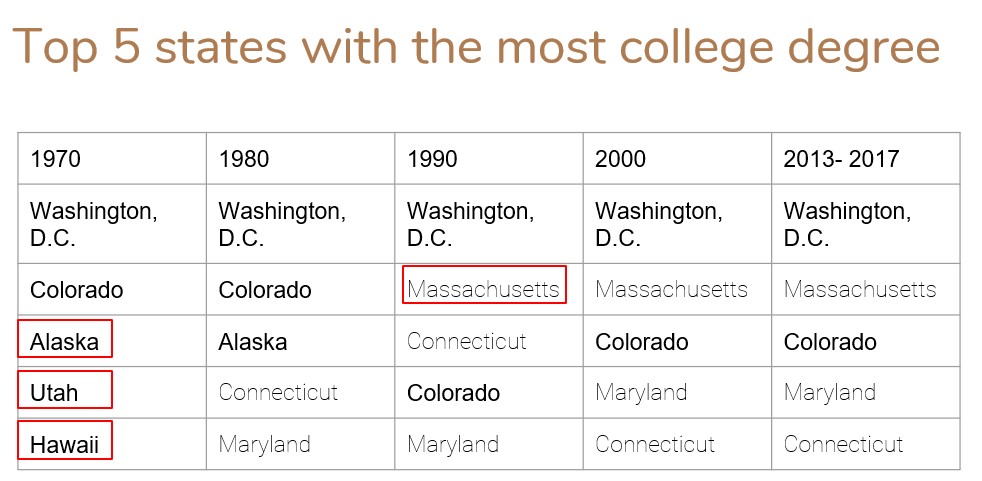 Top 5 states with the most college degree
1970 1980 1990 2000 2013- 2017
Washington, Washington, Washington, Washington, Washington,
D.C. D.C. D.C. D.C. D.C.
Colorado Colorado Massachusetts Massachusetts Massachusetts
Alaska Alaska Connecticut Colorado Colorado
Utah Connecticut Colorado Maryland Maryland
Hawaii Maryland Maryland Connecticut Connecticut